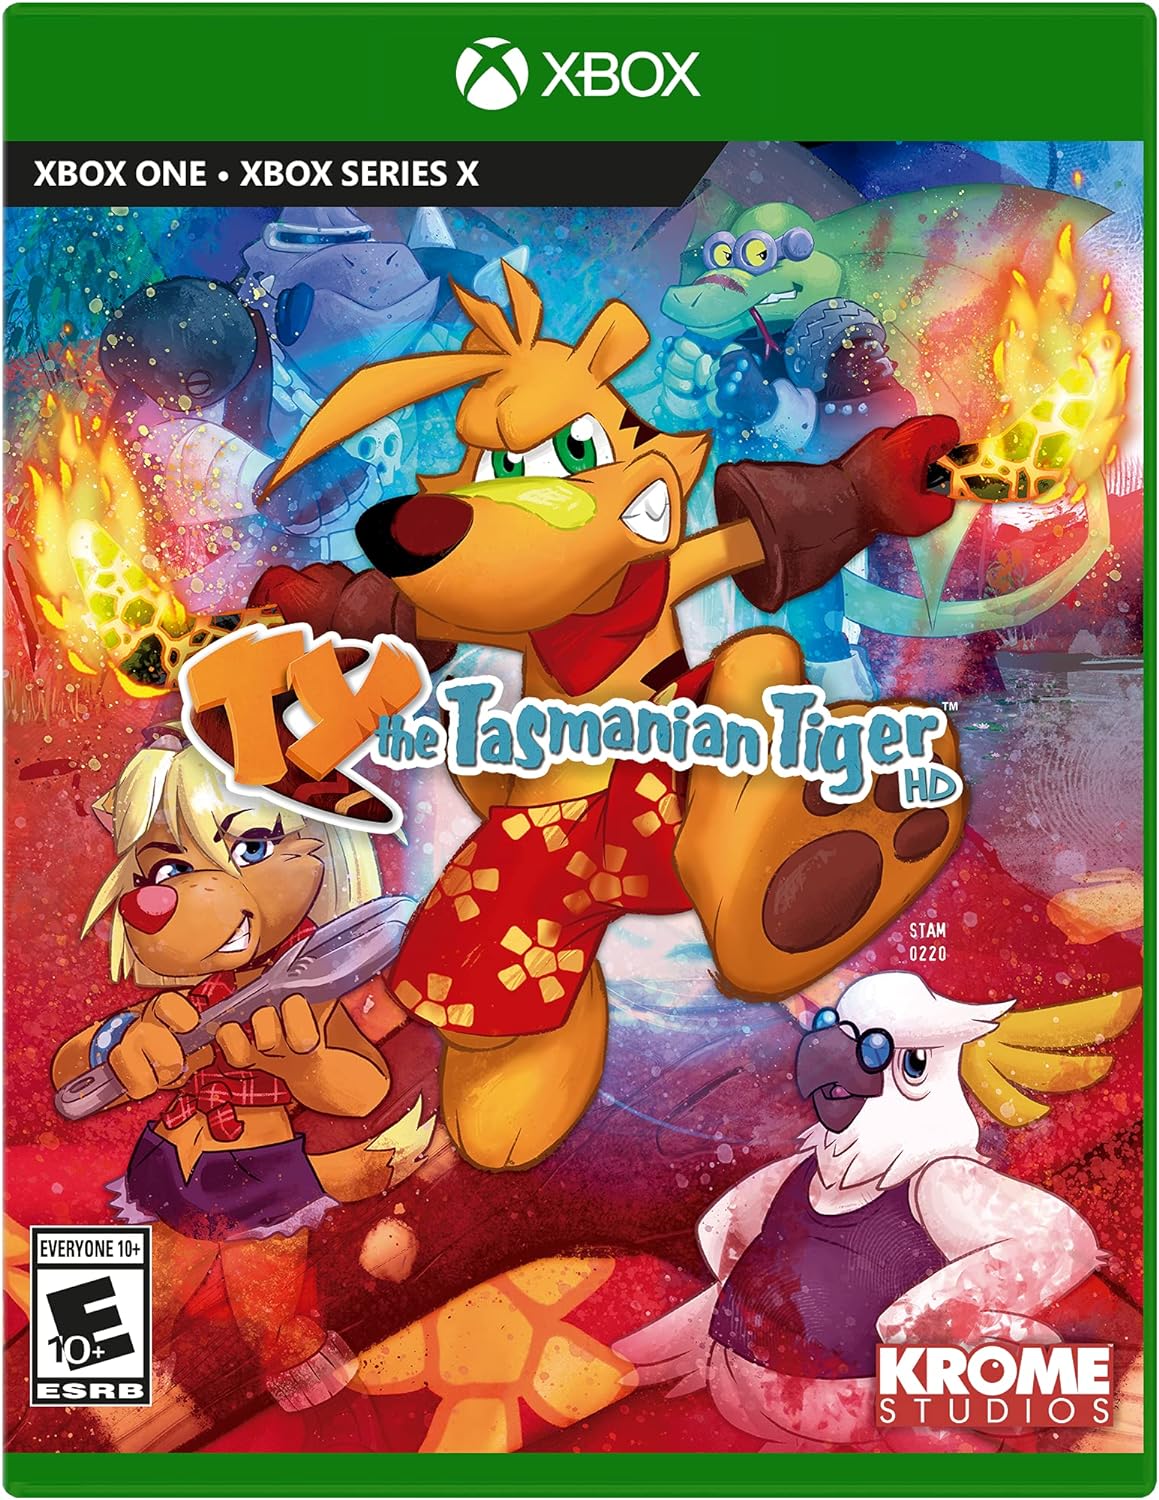 XBOX
XBOX ONE • XBOX SERIES X
TY the Tasmanian Tiger™
HD
STAM
0220
EVERYONE 10+
E
10+
ESRB
KROME
STUDIOS